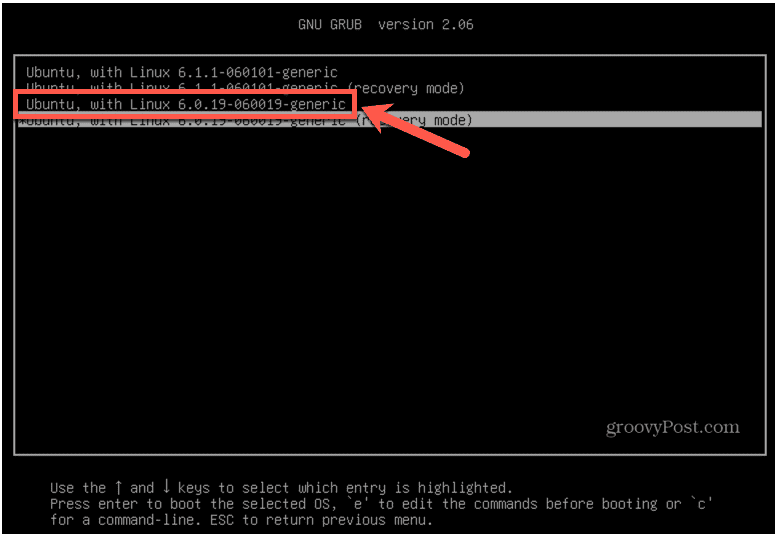 GNU GRUB version 2.06
Ubuntu, with Linux 6.1.1-060101-generic
Ubuntu, with Linux 6.1.1-060101-generic (recovery mode)
Ubuntu, with Linux 6.0.19-060019-generic
*Ubuntu, with Linux 6.0.19-060019-generic (recovery mode)
groovyPost.com
Use the ↑ and ↓ keys to select which entry is highlighted.
Press enter to boot the selected OS, `e' to edit the commands before booting or `c'
for a command-line. ESC to return previous menu.